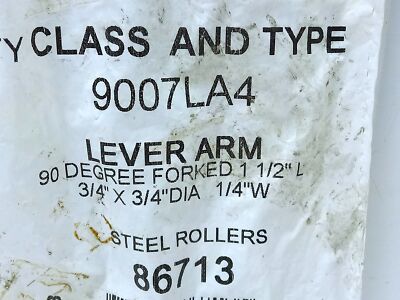 TY CLASS AND TYPE
9007LA4
LEVER ARM
90 DEGREE FORKED 1 1/2" L
3/4" X 3/4"DIA 1/4"W
STEEL ROLLERS
86713